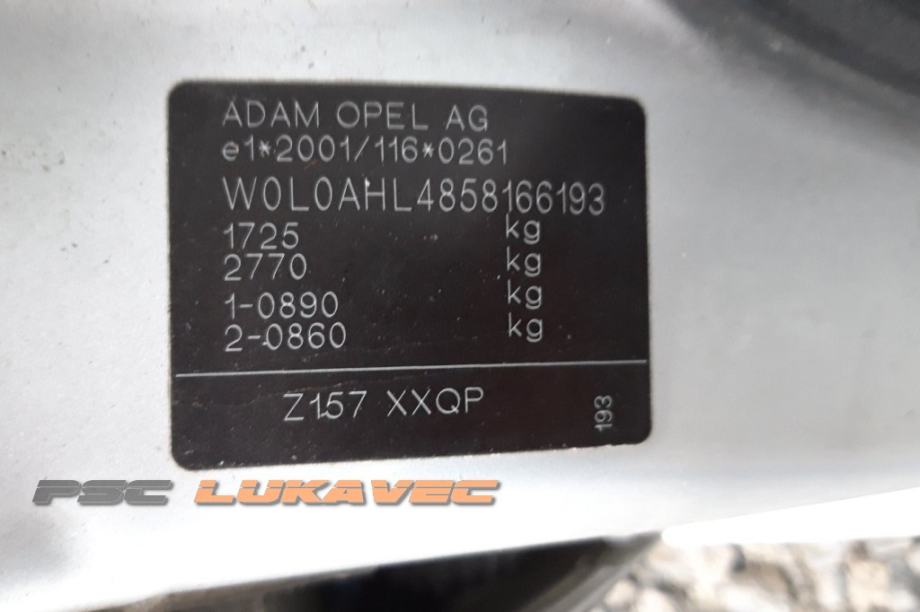 ADAM OPEL AG
e1*2001/116*0261
W0L0AHL4858166193
1725 kg
2770 kg
1-0890 kg
2-0860 kg
Z157 XXQP
193
PSC LUKAVEC